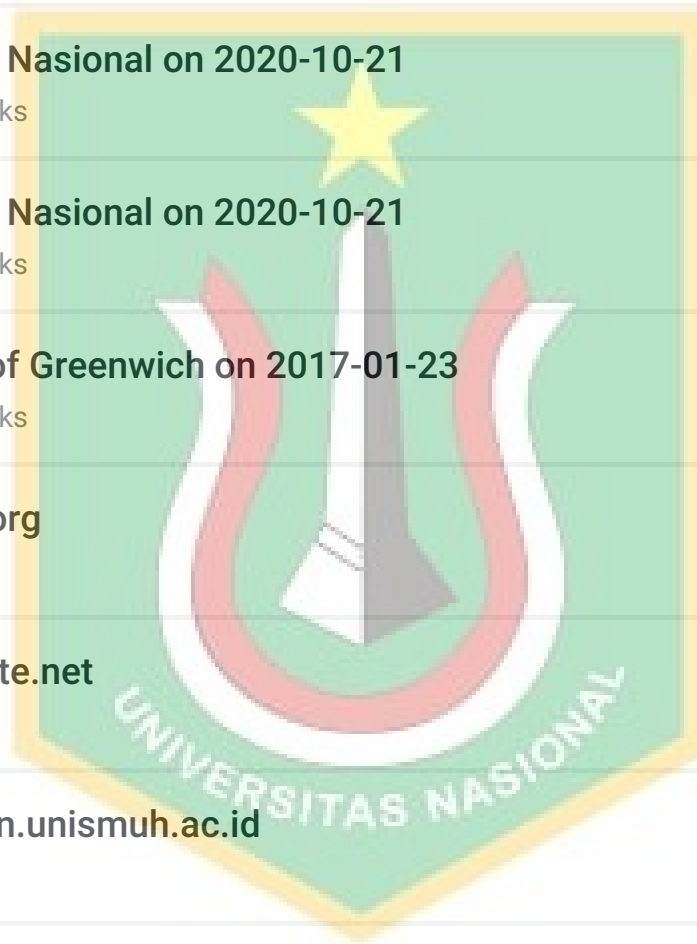 Nasional on 2020-10-21
ks
Nasional on 2020-10-21
ks
of Greenwich on 2017-01-23
ks
org
te.net
n.unismuh.ac.id
UNIVERSITAS NASIONAL